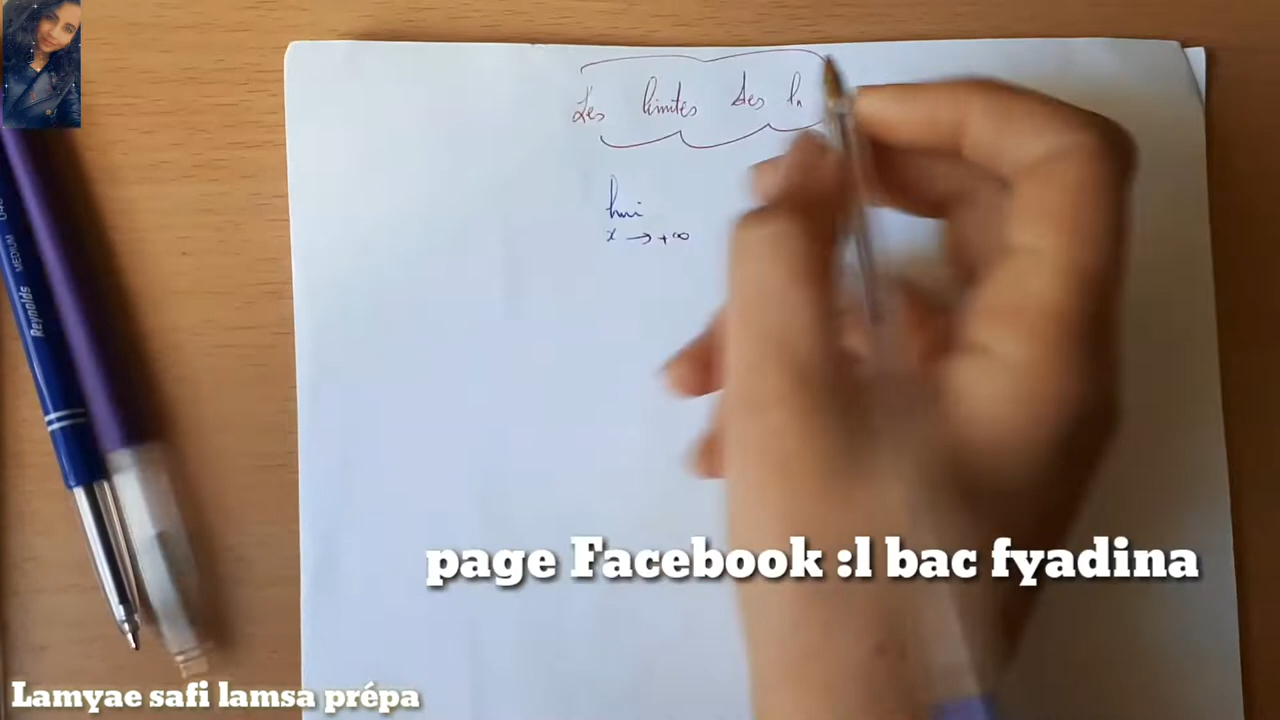 Les limites des ln
lim
x → +∞
Reynolds MEDIUM
page Facebook :l bac fyadina
Lamyae safi lamsa prépa